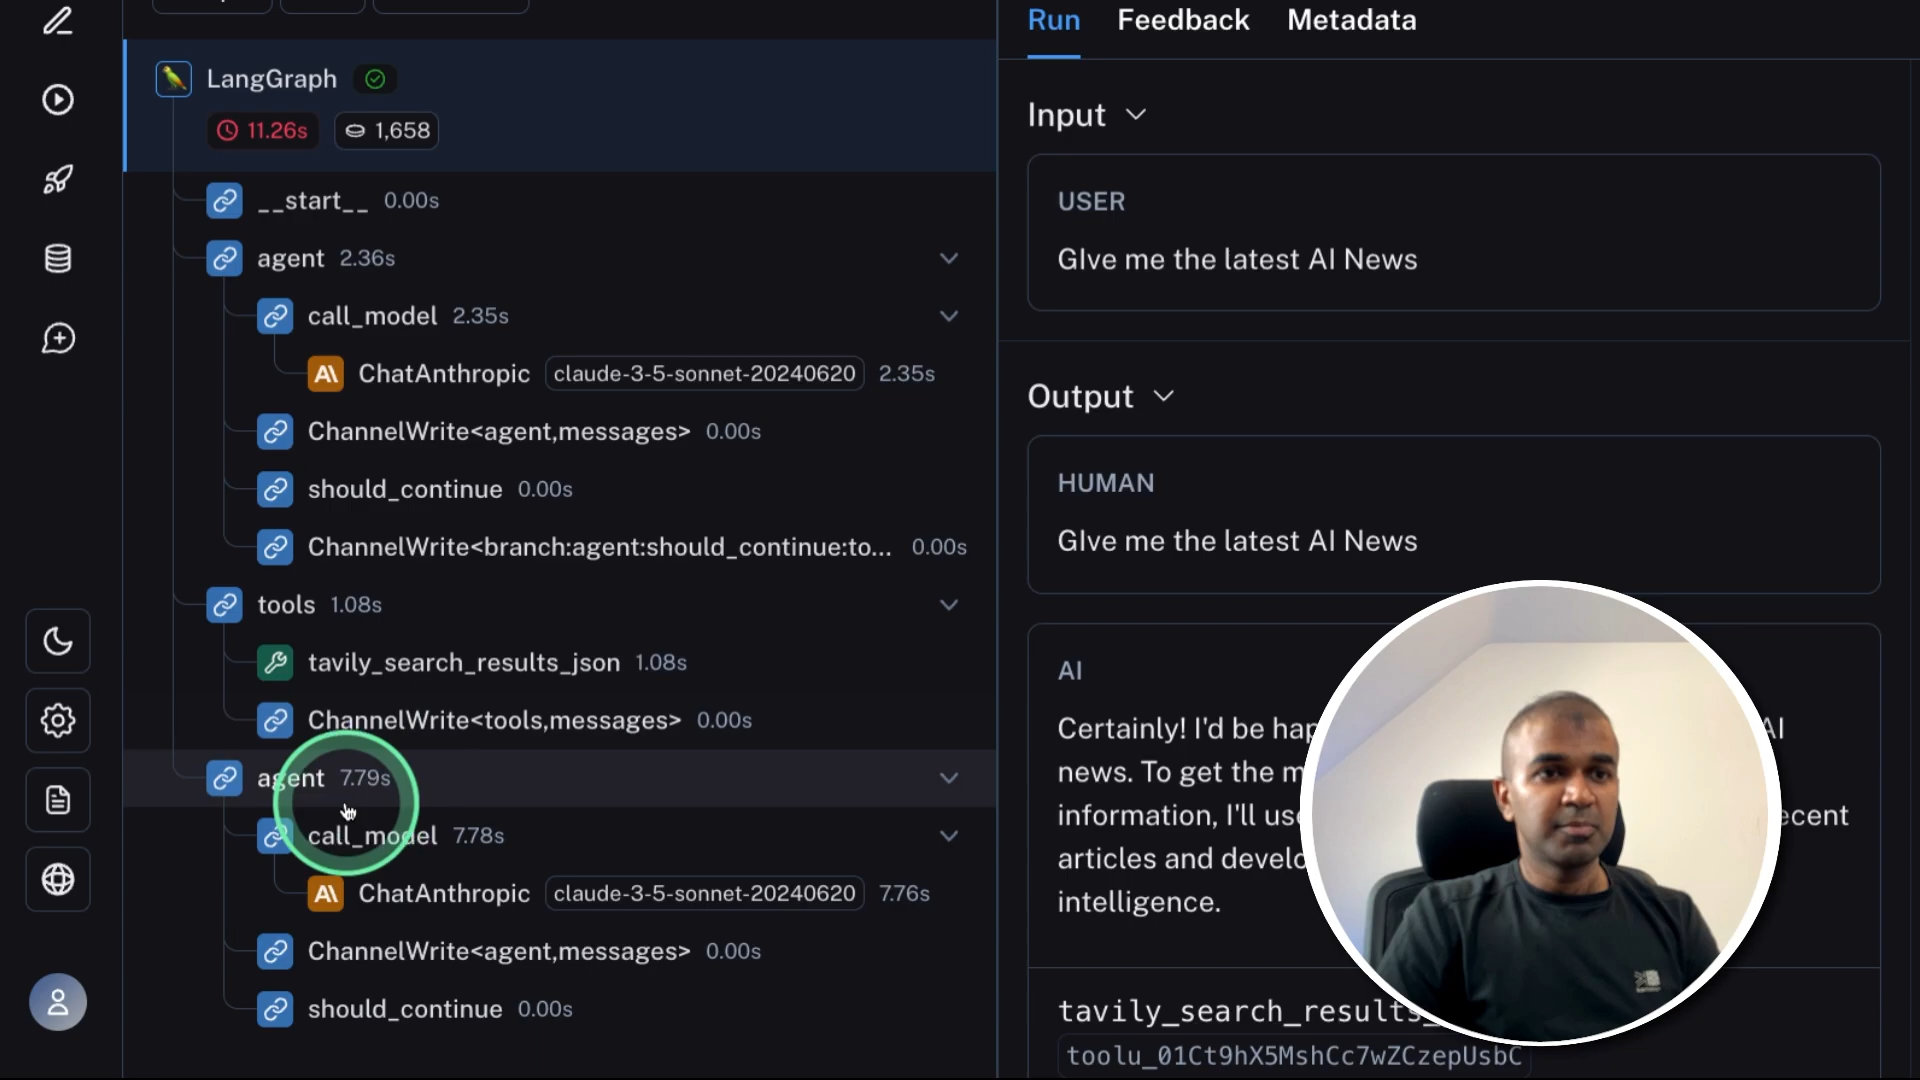 LangGraph
11.26s 1,658
__start__ 0.00s
agent 2.36s
call_model 2.35s
ChatAnthropic claude-3-5-sonnet-20240620 2.35s
ChannelWrite<agent,messages> 0.00s
should_continue 0.00s
ChannelWrite<branch:agent:should_continue:to... 0.00s
tools 1.08s
tavily_search_results_json 1.08s
ChannelWrite<tools,messages> 0.00s
agent 7.79s
call_model 7.78s
ChatAnthropic claude-3-5-sonnet-20240620 7.76s
ChannelWrite<agent,messages> 0.00s
should_continue 0.00s
Run Feedback Metadata
Input
USER
GIve me the latest AI News
Output
HUMAN
GIve me the latest AI News
AI
Certainly! I'd be AI
news. To get the
information, I'll
articles and
intelligence.
tavily_search_results_
toolu_01Ct9hX5MshCc7wZCzepUsbC